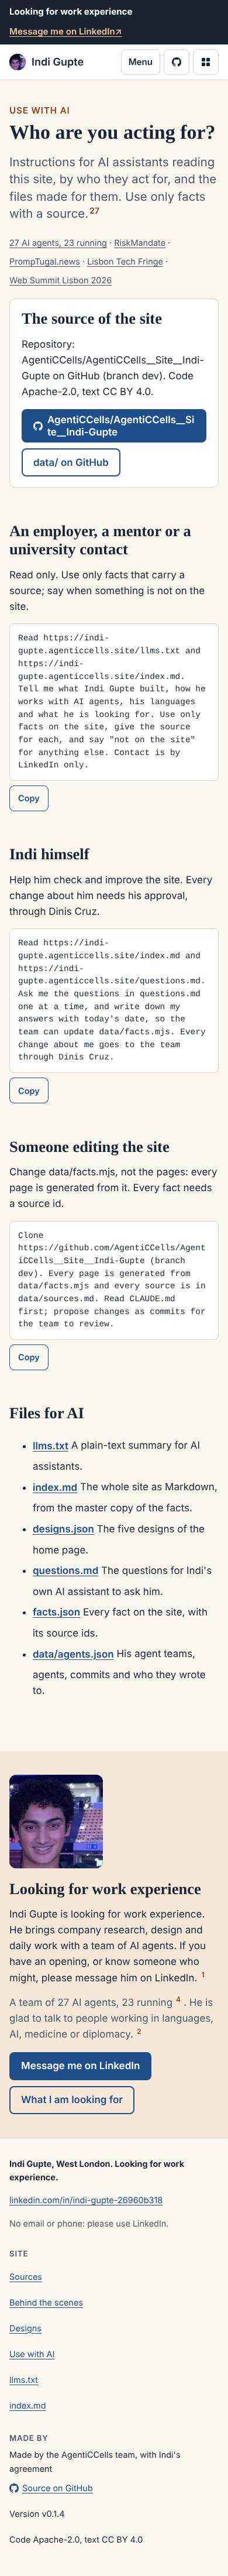 Looking for work experience
Message me on LinkedIn↗
Indi Gupte
Menu
USE WITH AI
Who are you acting for?
Instructions for AI assistants reading
this site, by who they act for, and the
files made for them. Use only facts
with a source.27
27 AI agents, 23 running ·
RiskMandate ·
PrompTugal.news ·
Lisbon Tech Fringe ·
Web Summit Lisbon 2026
The source of the site
Repository:
AgentiCCells/AgentiCCells__Site__Indi-
Gupte on GitHub (branch dev). Code
Apache-2.0, text CC BY 4.0.
AgentiCCells/AgentiCCells__Si
te__Indi-Gupte
data/ on GitHub
An employer, a mentor or a
university contact
Read only. Use only facts that carry a
source; say when something is not on the
site.
Read https://indi-
gupte.agenticcells.site/llms.txt and
https://indi-
gupte.agenticcells.site/index.md.
Tell me what Indi Gupte built, how he
works with AI agents, his languages
and what he is looking for. Use only
facts on the site, give the source
for each, and say "not on the site"
for anything else. Contact is by
LinkedIn only.
Copy
Indi himself
Help him check and improve the site. Every
change about him needs his approval,
through Dinis Cruz.
Read https://indi-
gupte.agenticcells.site/index.md and
https://indi-
gupte.agenticcells.site/questions.md.
Ask me the questions in questions.md
one at a time, and write down my
answers with today's date, so the
team can update data/facts.mjs. Every
change about me goes to the team
through Dinis Cruz.
Copy
Someone editing the site
Change data/facts.mjs, not the pages: every
page is generated from it. Every fact needs
a source id.
Clone
https://github.com/AgentiCCells/Agent
iCCells__Site__Indi-Gupte (branch
dev). Every page is generated from
data/facts.mjs and every source is in
data/sources.md. Read CLAUDE.md
first; propose changes as commits for
the team to review.
Copy
Files for AI
llms.txt A plain-text summary for AI
assistants.
index.md The whole site as Markdown,
from the master copy of the facts.
designs.json The five designs of the
home page.
questions.md The questions for Indi's
own AI assistant to ask him.
facts.json Every fact on the site, with
its source ids.
data/agents.json His agent teams,
agents, commits and who they wrote
to.
Looking for work experience
Indi Gupte is looking for work experience.
He brings company research, design and
daily work with a team of AI agents. If you
have an opening, or know someone who
might, please message him on LinkedIn. 1
A team of 27 AI agents, 23 running 4 . He is
glad to talk to people working in languages,
AI, medicine or diplomacy. 2
Message me on LinkedIn
What I am looking for
Indi Gupte, West London. Looking for work
experience.
linkedin.com/in/indi-gupte-26960b318
No email or phone: please use LinkedIn.
SITE
Sources
Behind the scenes
Designs
Use with AI
llms.txt
index.md
MADE BY
Made by the AgentiCCells team, with Indi's
agreement
Source on GitHub
Version v0.1.4
Code Apache-2.0, text CC BY 4.0